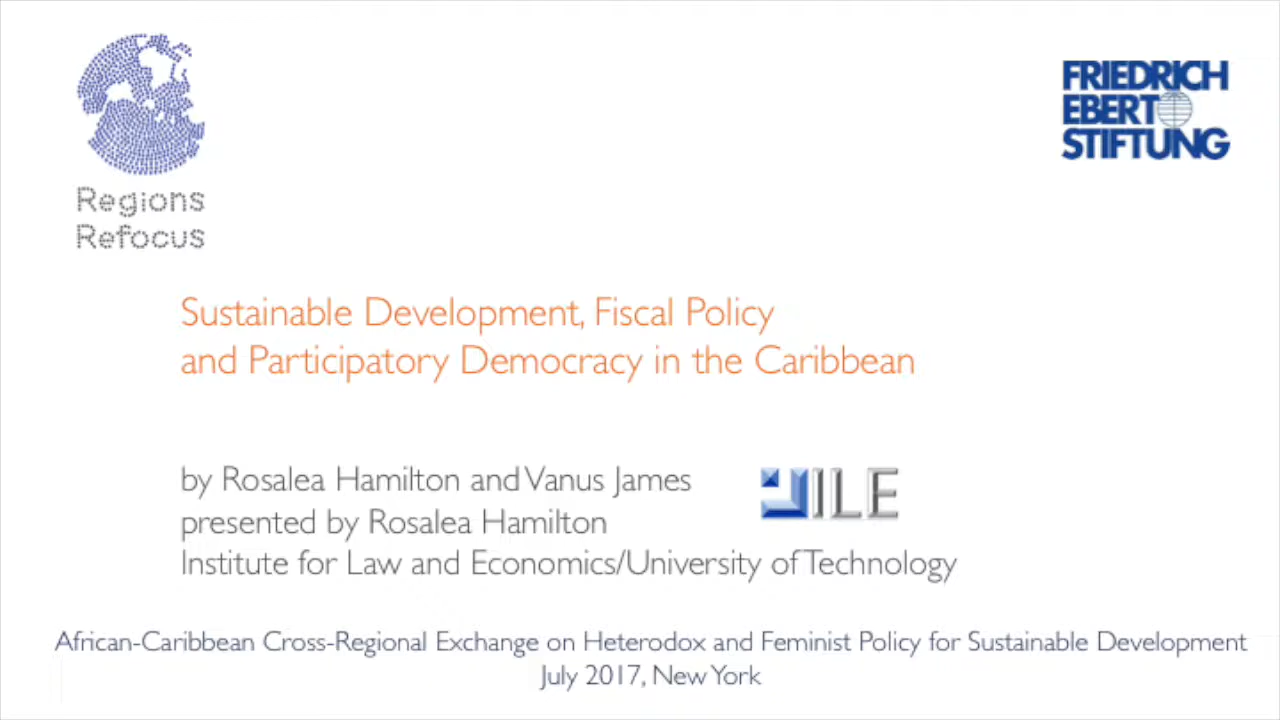 Regions
Refocus
FRIEDRICH
EBERT
STIFTUNG
Sustainable Development, Fiscal Policy
and Participatory Democracy in the Caribbean
by Rosalea Hamilton and Vanus James
presented by Rosalea Hamilton
ILE
Institute for Law and Economics/University of Technology
African-Caribbean Cross-Regional Exchange on Heterodox and Feminist Policy for Sustainable Development
July 2017, New York